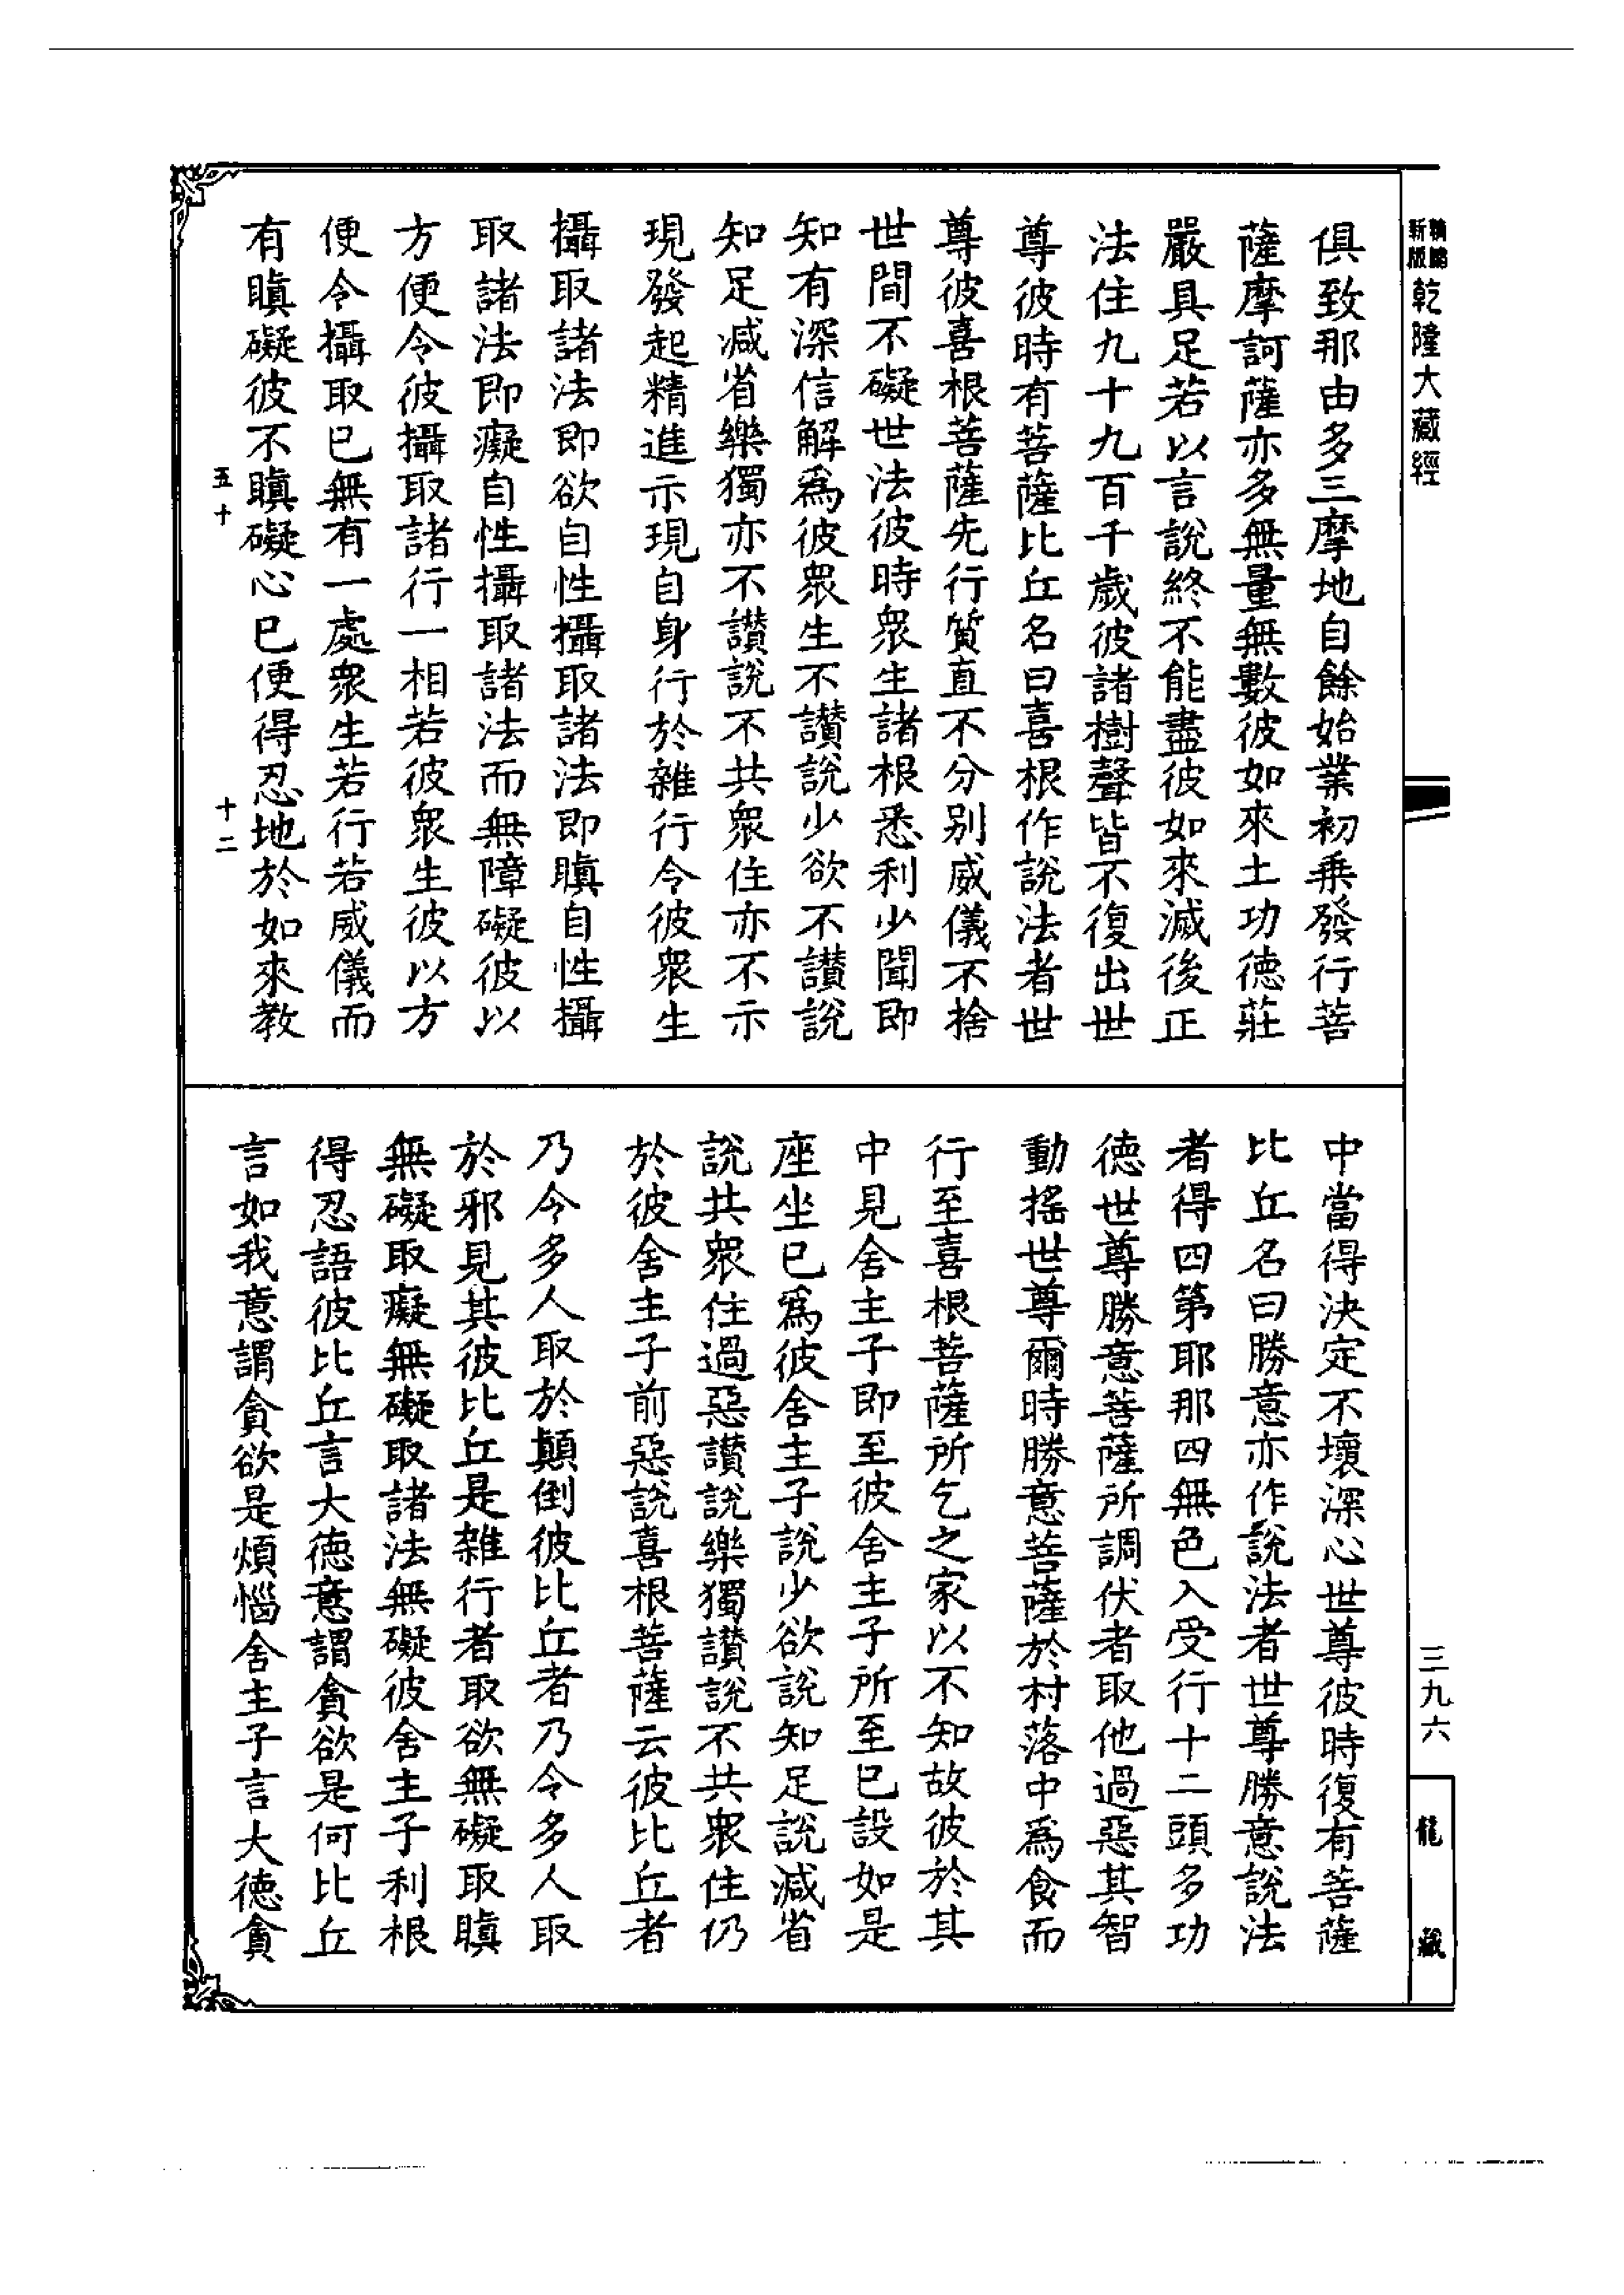 新版
乾隆大藏經
俱致那由多三摩地自餘始業初乘發行菩
薩摩訶薩亦多無量無數彼如來土功德莊
嚴具足若以言說終不能盡彼如來滅後正
法住九十九百千歲彼諸樹聲皆不復出世
尊彼時有菩薩比丘名曰喜根作說法者世
尊彼喜根菩薩先行質直不分別威儀不捨
世間不礙世法彼時眾生諸根悉利少聞即
知有深信解為彼眾生不讚說少欲不讚說
知足減省樂獨亦不讚說不共眾住亦不示
現發起精進示現自身行於雜行令彼眾生
攝取諸法即欲自性攝取諸法即瞋自性攝
取諸法即癡自性攝取諸法而無障礙彼以
方便令彼攝取諸行一相若彼眾生彼以方
便令攝取已無有一處眾生若行若威儀而
有瞋礙彼不瞋礙心已便得忍地於如來教
五十
十二
中當得決定不壞深心世尊彼時復有菩薩
比丘名曰勝意亦作說法者世尊勝意說法
者得四第耶那四無色入受行十二頭多功
德世尊勝意菩薩所調伏者取他過惡其智
動搖世尊爾時勝意菩薩於村落中為食而
行至喜根菩薩所乞之家以不知故彼於其
中見舍主子即至彼舍主子所至已設如是
座坐已為彼舍主子說少欲說知足說減省
說共眾住過惡讚說樂獨讚說不共眾住仍
於彼舍主子前惡說喜根菩薩云彼比丘者
乃令多人取於顛倒彼比丘者乃令多人取
於邪見其彼比丘是雜行者取欲無礙取瞋
無礙取癡無礙取諸法無礙彼舍主子利根
得忍語彼比丘言大德意謂貪欲是何比丘
言如我意謂貪欲是煩惱舍主子言大德貪
三九六
龍藏